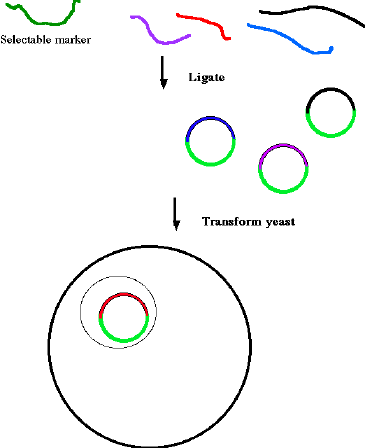 Selectable marker
Ligate
Transform yeast